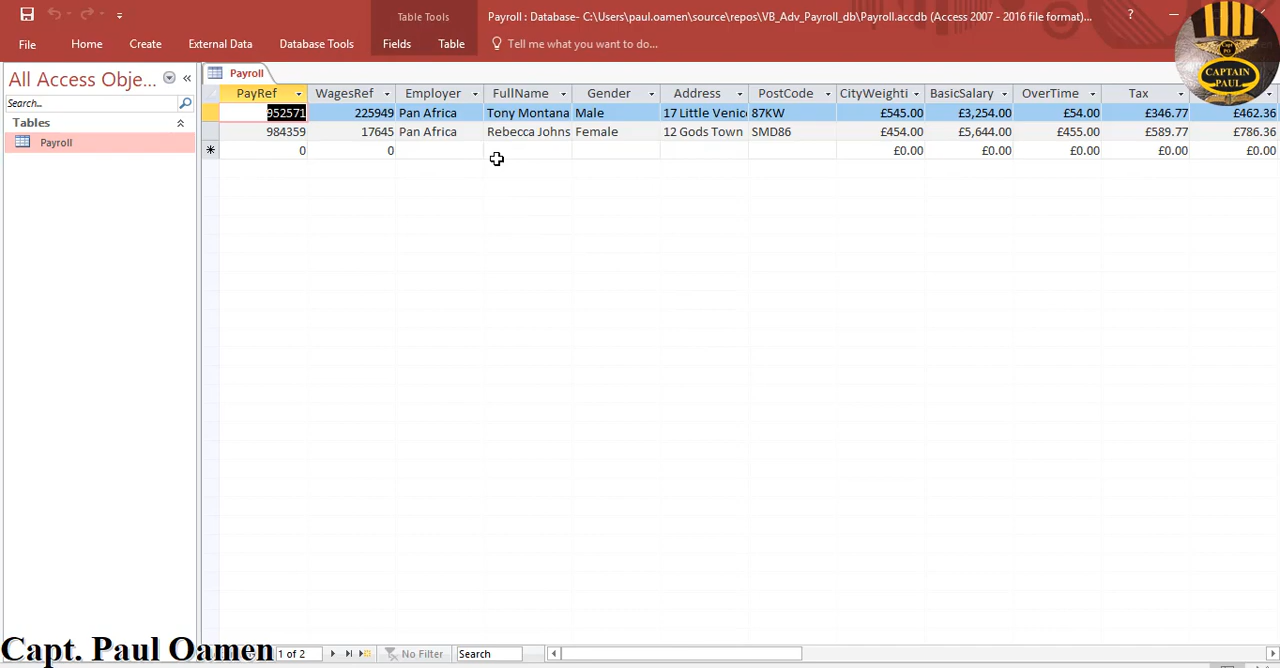 Table Tools
Payroll : Database- C:\Users\paul.oamen\source\repos\VB_Adv_Payroll_db\Payroll.accdb (Access 2007 - 2016 file format)...
?
File Home Create External Data Database Tools Fields Table Tell me what you want to do...
CAPTAIN
PAUL
All Access Obje...
Search...
Tables
Payroll
Payroll
PayRef WagesRef Employer FullName Gender Address PostCode CityWeighti BasicSalary OverTime Tax
952571 225949 Pan Africa Tony Montana Male 17 Little Venic 87KW £545.00 £3,254.00 £54.00 £346.77 £462.36
984359 17645 Pan Africa Rebecca Johns Female 12 Gods Town SMD86 £454.00 £5,644.00 £455.00 £589.77 £786.36
0 0 £0.00 £0.00 £0.00 £0.00 £0.00
Capt. Paul Oamen
1 of 2 No Filter Search